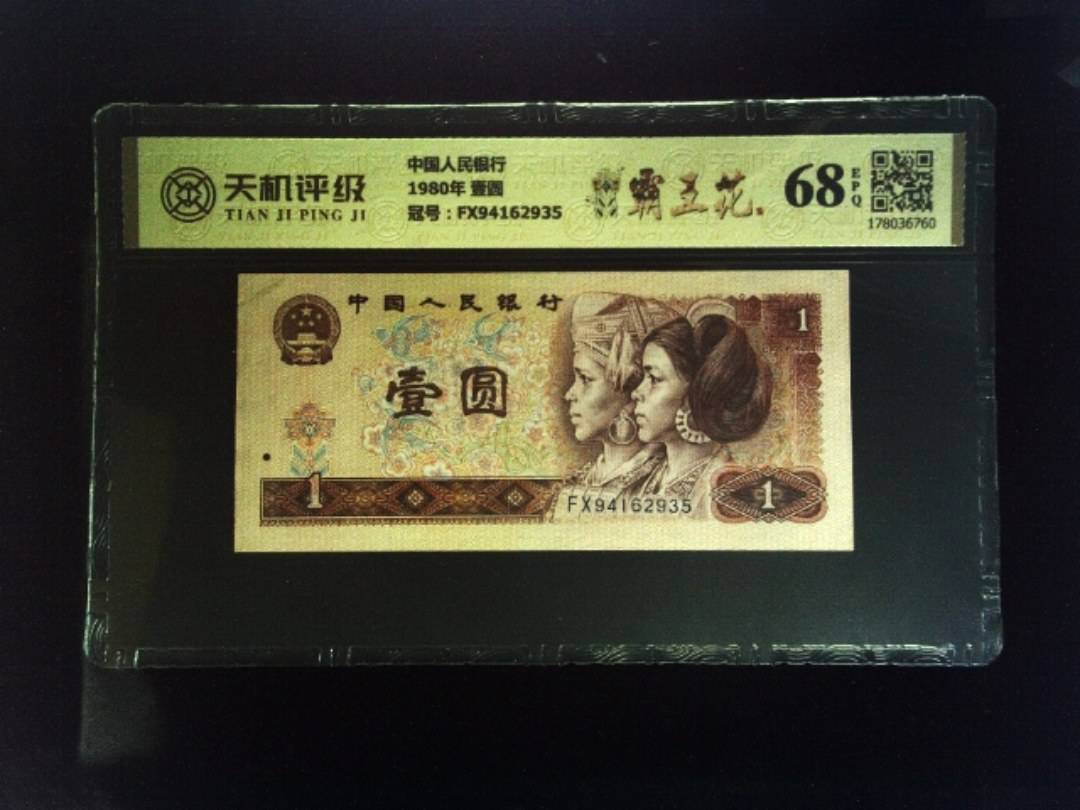 天机评级
TIAN JI PING JI
中国人民银行
1980年 壹圆
冠号：FX94162935
霸王花
68
EPQ
178036760
中国人民银行
壹圆
1
1
FX94162935
1